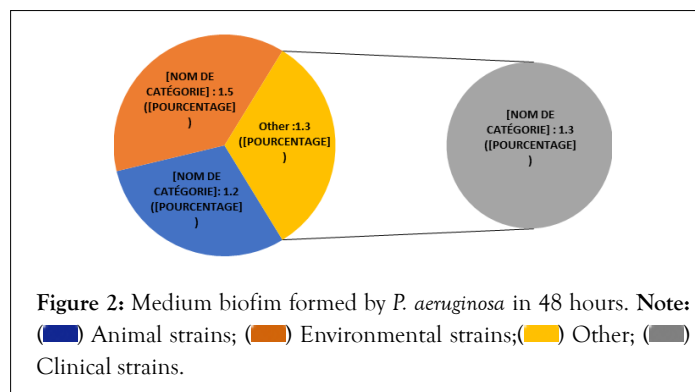 [NOM DE
CATÉGORIE] : 1.5
([POURCENTAGE]
)
Other :1.3
([POURCENTAGE]
)
[NOM DE
CATÉGORIE]: 1.2
([POURCENTAGE]
)
[NOM DE
CATÉGORIE] : 1.3
([POURCENTAGE]
)
Figure 2: Medium biofim formed by P. aeruginosa in 48 hours. Note:
( ) Animal strains; ( ) Environmental strains;( ) Other; ( )
Clinical strains.